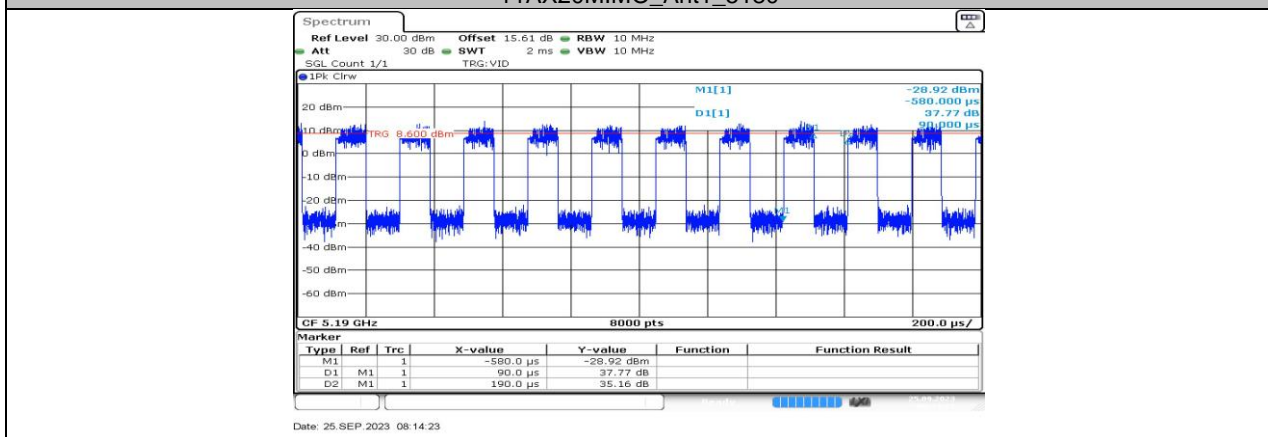 Spectrum
Ref Level 30.00 dBm Offset 15.61 dB RBW 10 MHz
Att 30 dB SWT 2 ms VBW 10 MHz
SGL Count 1/1 TRG:VID
1Pk Clrw
M1[1] -28.92 dBm
-580.000 µs
20 dBm
D1[1] 37.77 dB
90.000 µs
10 dBm
TRG 8.600 dBm
0 dBm
-10 dBm
-20 dBm
M1
-40 dBm
-50 dBm
-60 dBm
CF 5.19 GHz 8000 pts 200.0 µs/
Marker
Type Ref Trc X-value Y-value Function Function Result
M1 1 -580.0 µs -28.92 dBm
D1 M1 1 90.0 µs 37.77 dB
D2 M1 1 190.0 µs 35.16 dB
Date: 25.SEP.2023 08:14:23